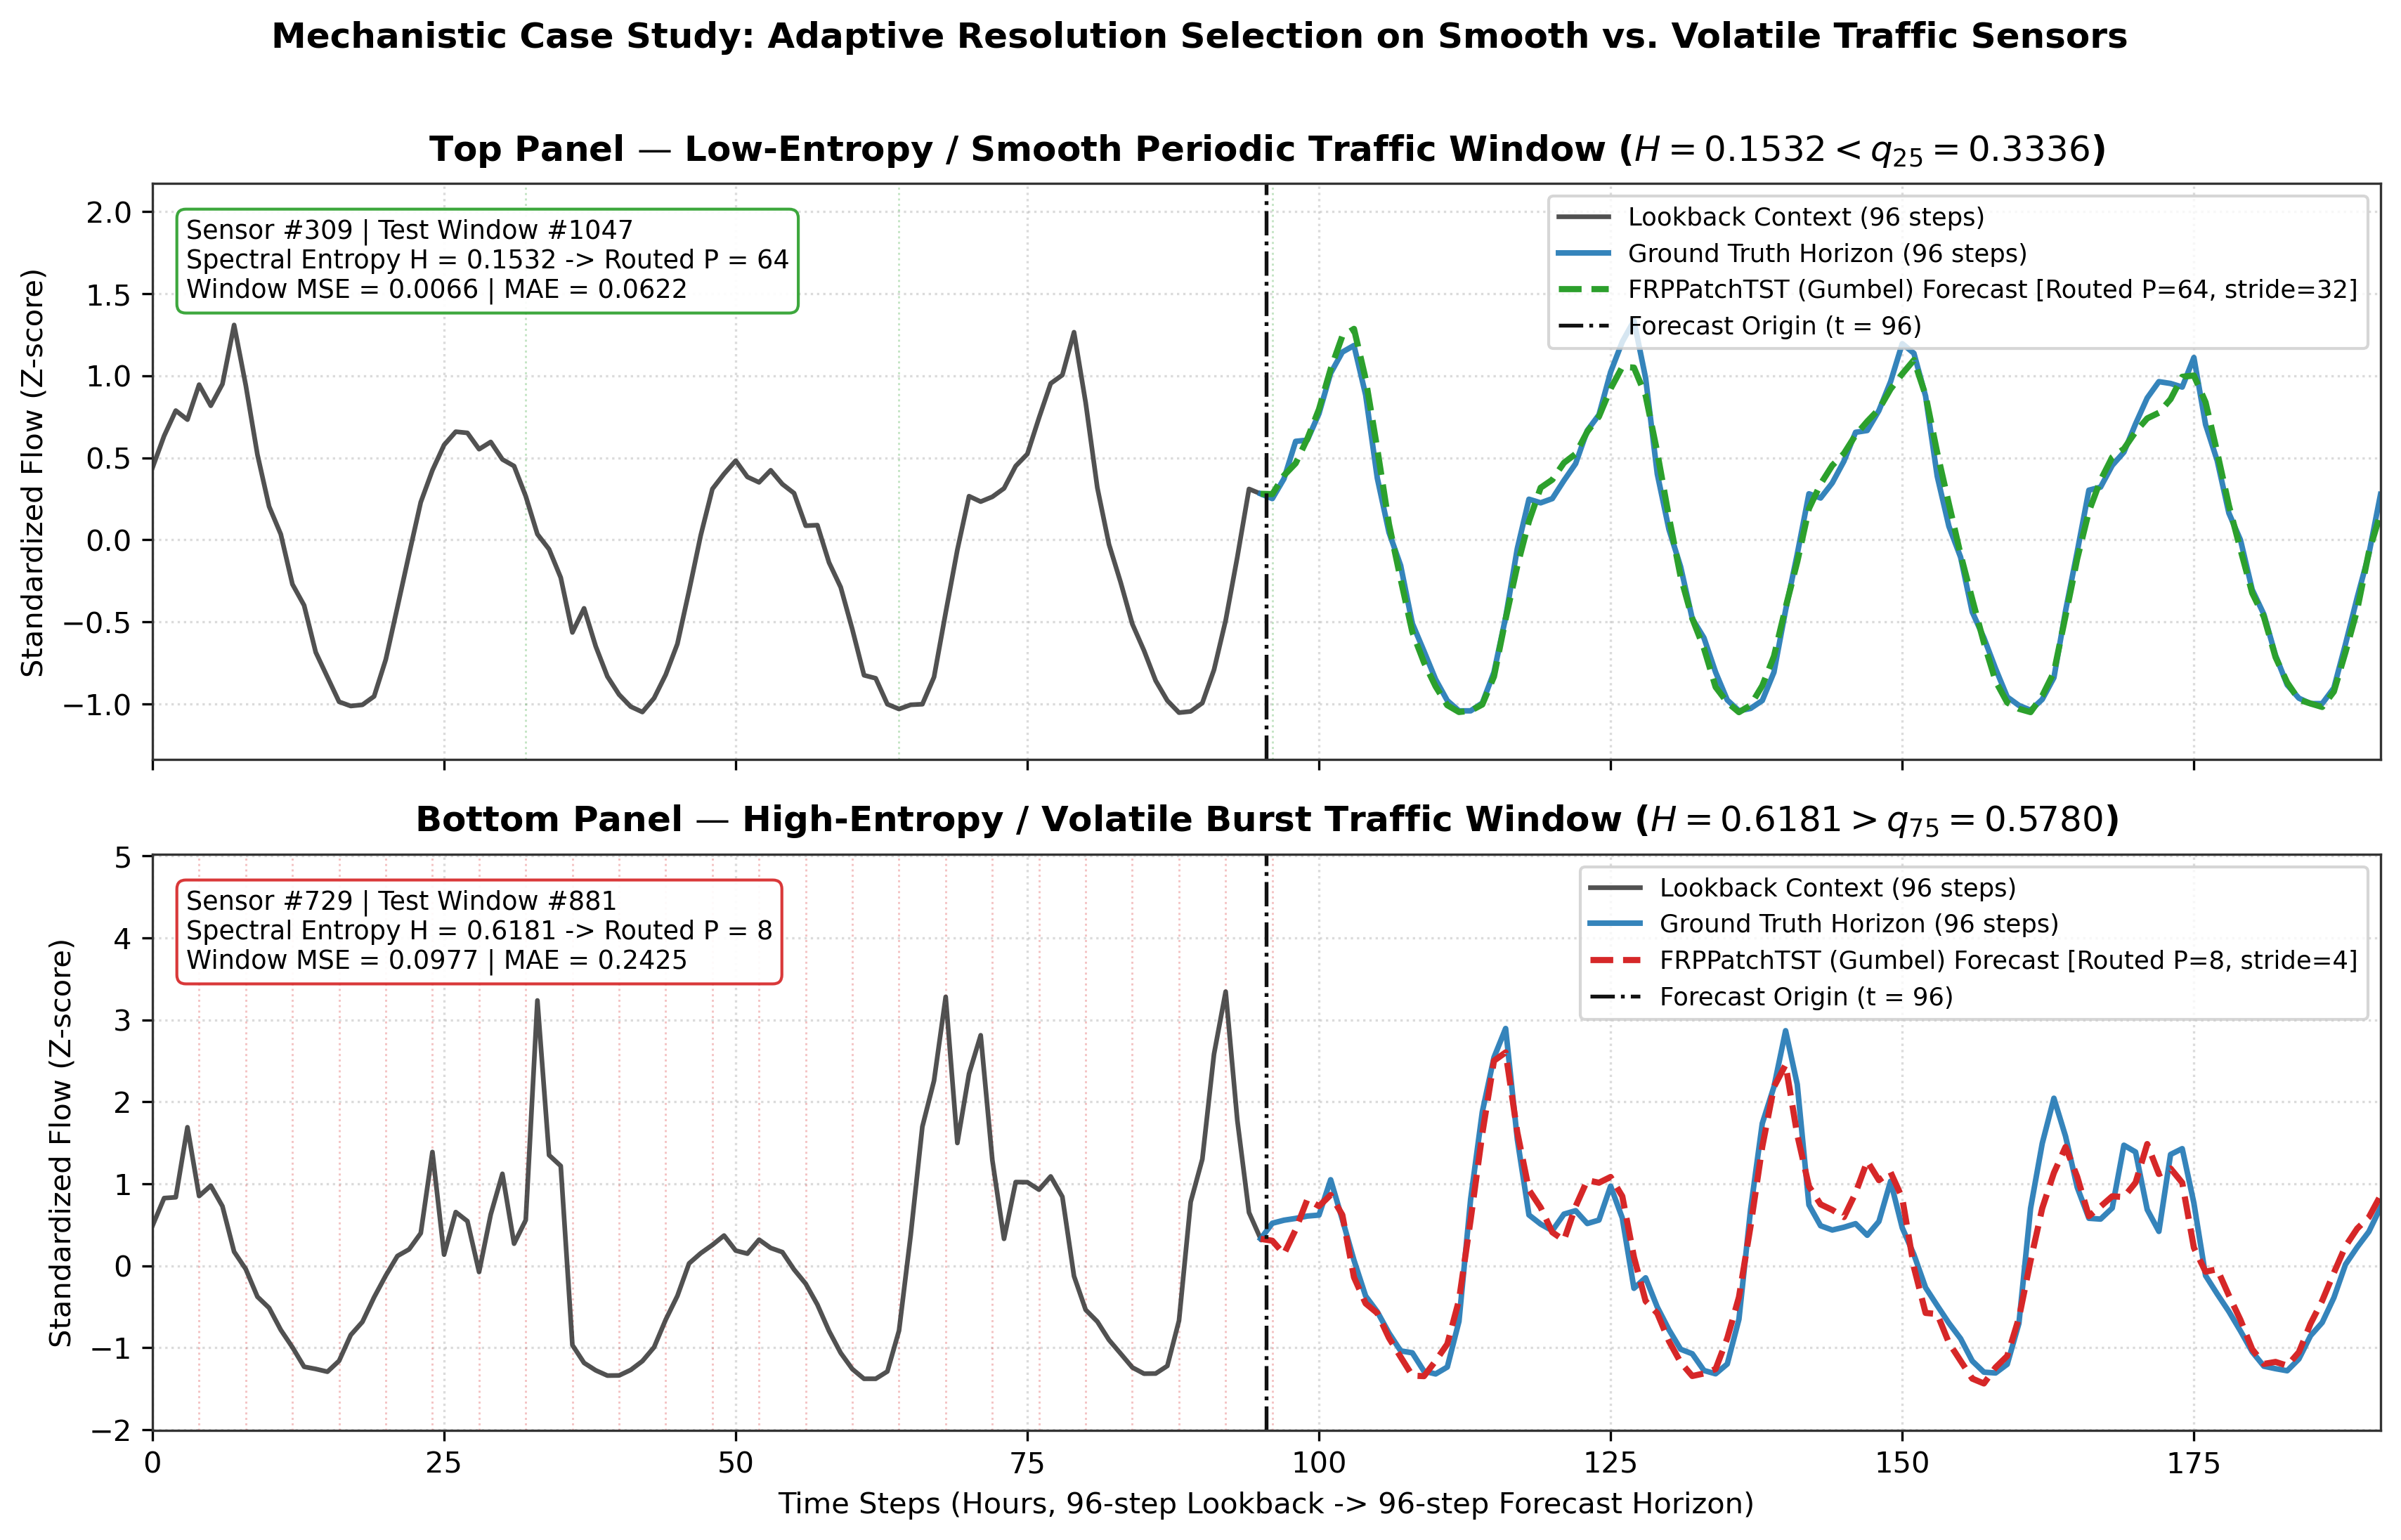 Mechanistic Case Study: Adaptive Resolution Selection on Smooth vs. Volatile Traffic Sensors
Top Panel — Low-Entropy / Smooth Periodic Traffic Window (H = 0.1532 < q25 = 0.3336)
Standardized Flow (Z-score)
2.0
1.5
1.0
0.5
0.0
−0.5
−1.0
Sensor #309 | Test Window #1047
Spectral Entropy H = 0.1532 -> Routed P = 64
Window MSE = 0.0066 | MAE = 0.0622
Lookback Context (96 steps)
Ground Truth Horizon (96 steps)
FRPPatchTST (Gumbel) Forecast [Routed P=64, stride=32]
Forecast Origin (t = 96)
Bottom Panel — High-Entropy / Volatile Burst Traffic Window (H = 0.6181 > q75 = 0.5780)
Standardized Flow (Z-score)
5
4
3
2
1
0
−1
−2
Sensor #729 | Test Window #881
Spectral Entropy H = 0.6181 -> Routed P = 8
Window MSE = 0.0977 | MAE = 0.2425
Lookback Context (96 steps)
Ground Truth Horizon (96 steps)
FRPPatchTST (Gumbel) Forecast [Routed P=8, stride=4]
Forecast Origin (t = 96)
0 25 50 75 100 125 150 175
Time Steps (Hours, 96-step Lookback -> 96-step Forecast Horizon)